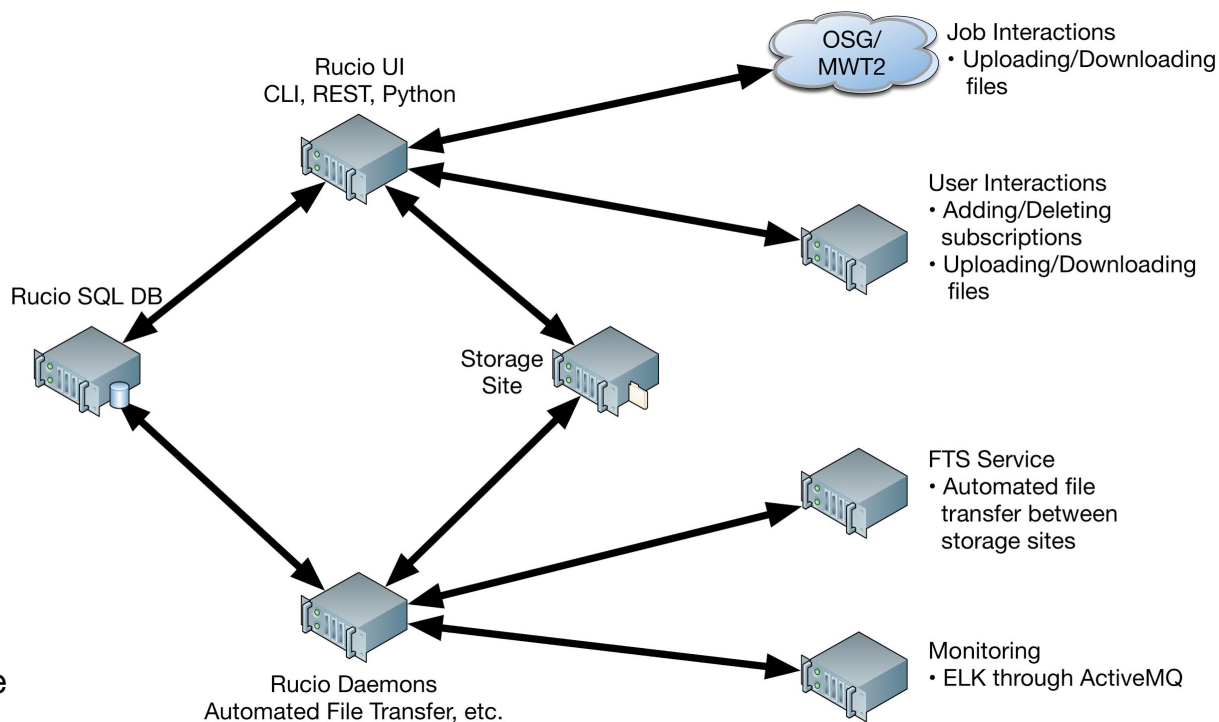 OSG/
MWT2
Job Interactions
• Uploading/Downloading
files
Rucio UI
CLI, REST, Python
User Interactions
• Adding/Deleting
subscriptions
• Uploading/Downloading
files
Rucio SQL DB
Storage
Site
FTS Service
• Automated file
transfer between
storage sites
Monitoring
• ELK through ActiveMQ
Rucio Daemons
Automated File Transfer, etc.